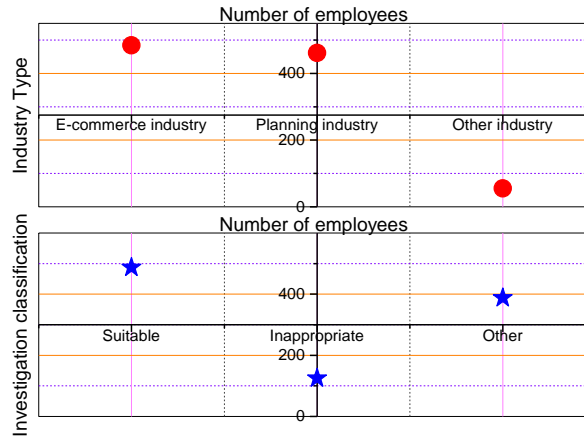 Number of employees
Industry Type
400
E-commerce industry Planning industry Other industry
200
0
Number of employees
Investigation classification
400
Suitable Inappropriate Other
200
0